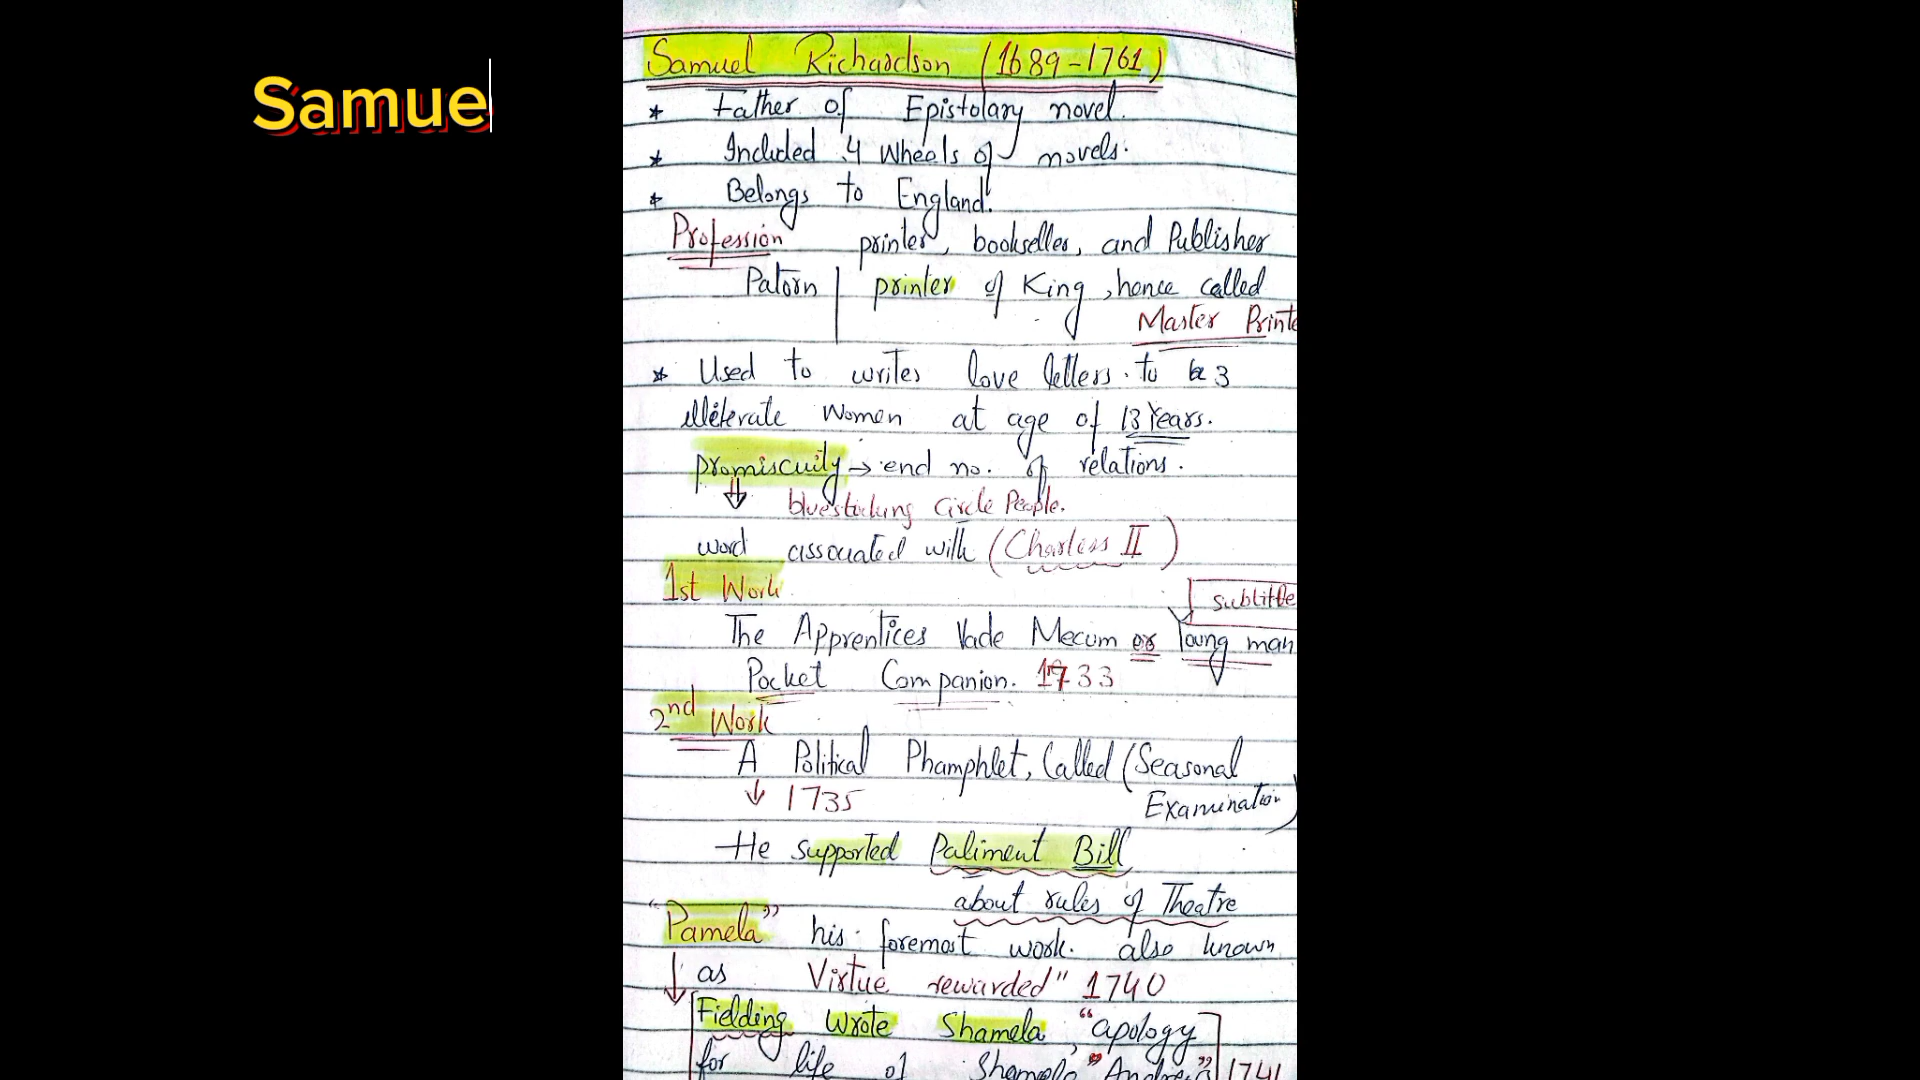 Samue
Samuel Richardson (1689-1761)
* Father of Epistolary novel.
* Included 4 Wheels of novels.
* Belongs to England.
Profession printer, bookseller, and Publisher
Patorn | printer of King, hence called
Master Printe
* Used to writes love letters to 3
illiterate Women at age of 13 Years.
promiscuity → end no. of relations.
↓ bluestocking Circle People.
word associated with (Charless II)
1st Work
subtitle
The Apprentices Vade Mecum or Young man
Pocket Companion. 1733
2nd Work
A Political Phamphlet, Called (Seasonal
↓ 1735 Examination)
He supported Paliment Bill
about rules of Theatre
"Pamela" his foremost work. also known
↓ as Virtue rewarded" 1740
Fielding Wrote Shamela, "apology
for life of Shamela" Andrews" 1741